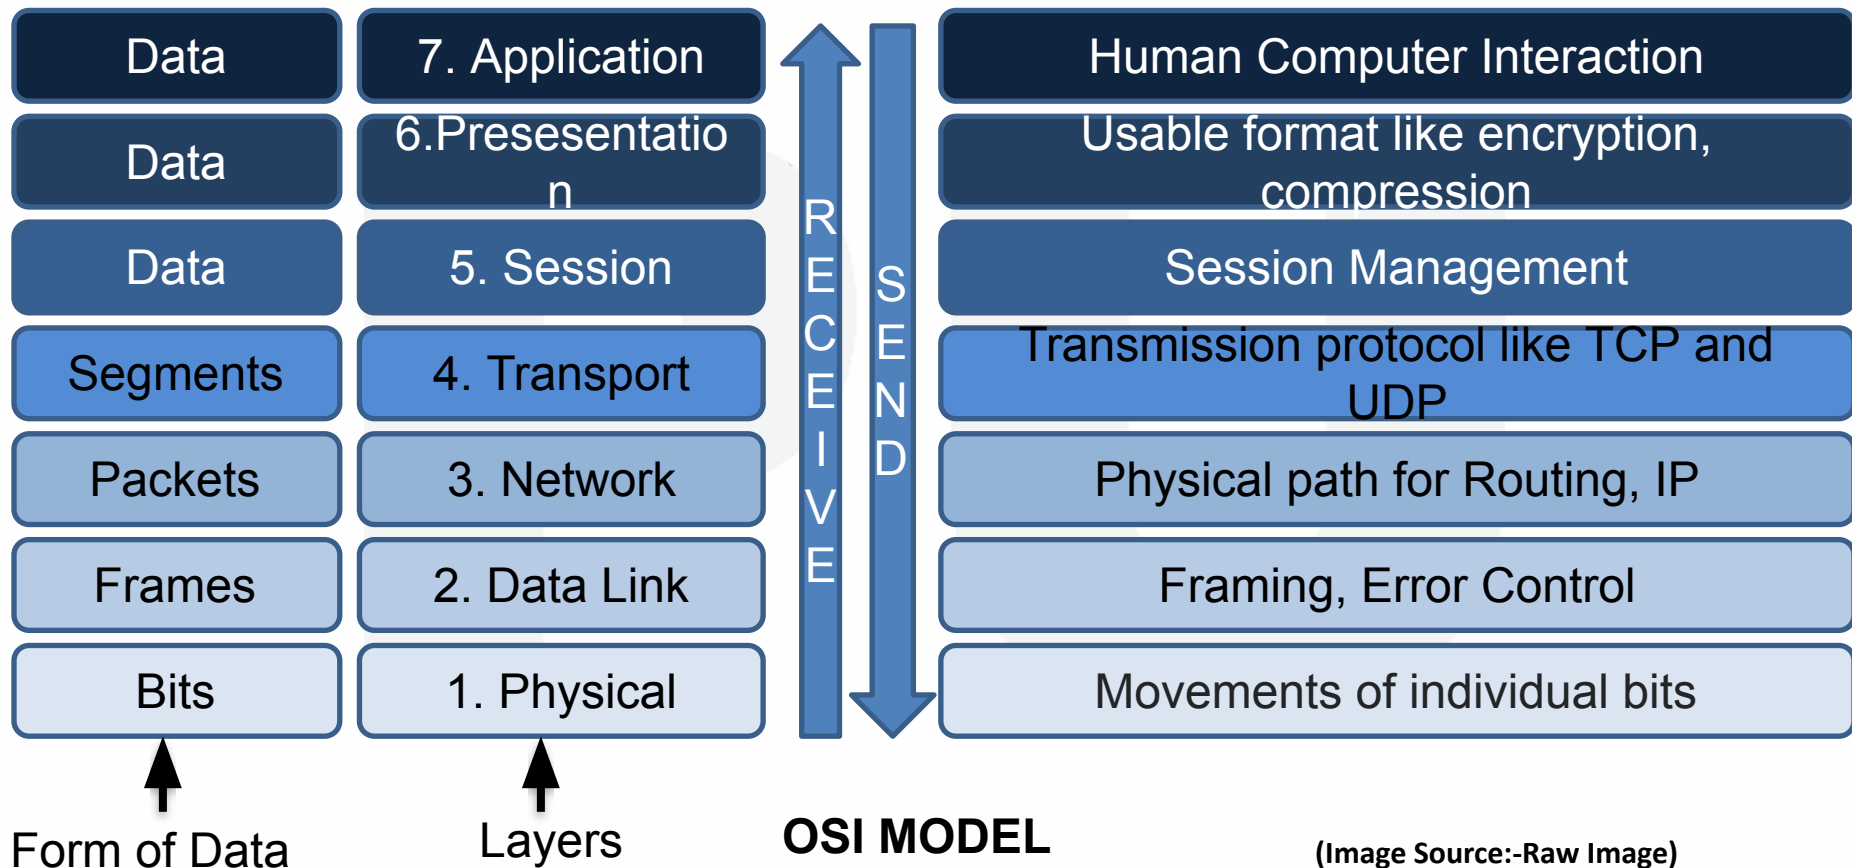 Data
7. Application
Human Computer Interaction
Data
6.Presesentatio
n
Usable format like encryption,
compression
Data
5. Session
Session Management
Segments
4. Transport
Transmission protocol like TCP and
UDP
Packets
3. Network
Physical path for Routing, IP
Frames
2. Data Link
Framing, Error Control
Bits
1. Physical
Movements of individual bits
R
E
C
E
I
V
E
S
E
N
D
Form of Data
Layers
OSI MODEL
(Image Source:-Raw Image)